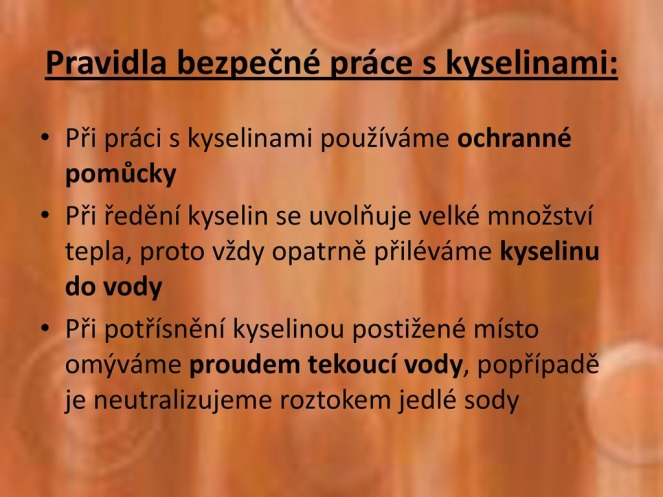 Pravidla bezpečné práce s kyselinami:
• Při práci s kyselinami používáme ochranné
pomůcky
• Při ředění kyselin se uvolňuje velké množství
tepla, proto vždy opatrně přiléváme kyselinu
do vody
• Při potřísnění kyselinou postižené místo
omýváme proudem tekoucí vody, popřípadě
je neutralizujeme roztokem jedlé sody